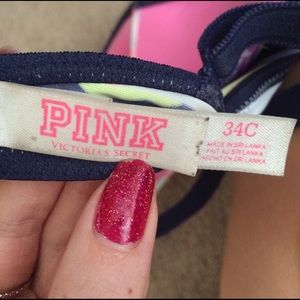 PINK
VICTORIA'S SECRET
34C
MADE IN SRI LANKA
FAIT AU SRI LANKA
HECHO EN SRI LANKA